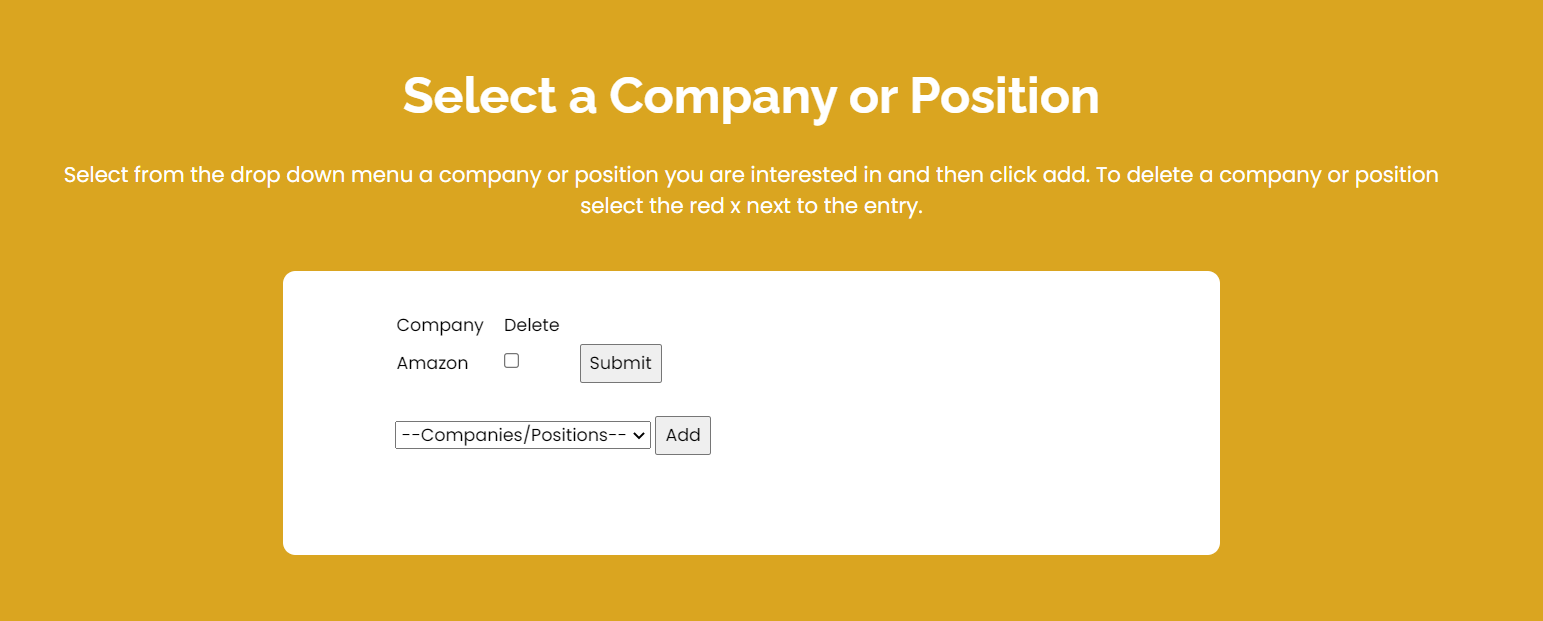 Select a Company or Position
Select from the drop down menu a company or position you are interested in and then click add. To delete a company or position
select the red x next to the entry.
Company Delete
Amazon Submit
--Companies/Positions-- Add